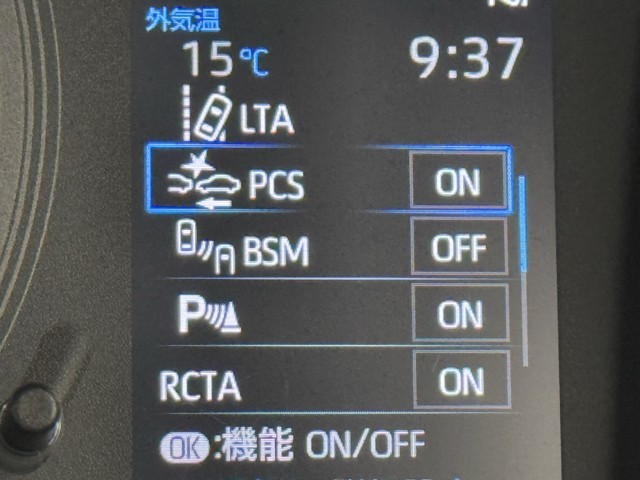 外気温
15℃ 9:37
LTA
PCS ON
BSM OFF
P ON
RCTA ON
OK:機能 ON/OFF